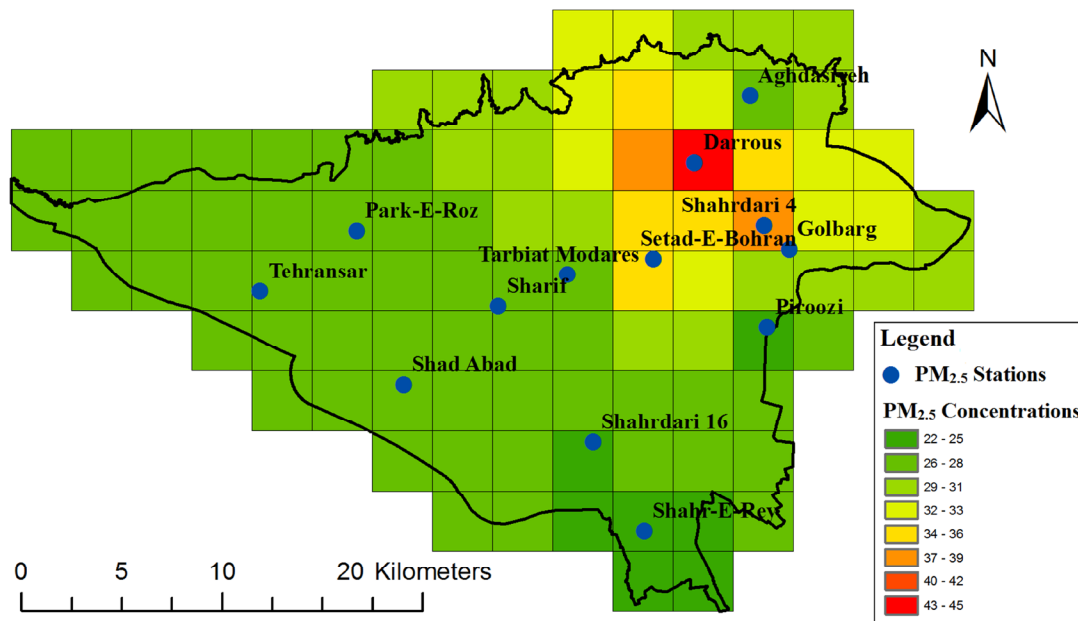 N
Aghdasiyeh
Darrous
Shahrdari 4
Park-E-Roz
Golbarg
Setad-E-Bohran
Tarbiat Modares
Tehransar
Sharif
Piroozi
Shad Abad
Shahrdari 16
Shahr-E-Rey
Legend
PM2.5 Stations
PM2.5 Concentrations
22 - 25
26 - 28
29 - 31
32 - 33
34 - 36
37 - 39
40 - 42
43 - 45
0 5 10 20 Kilometers